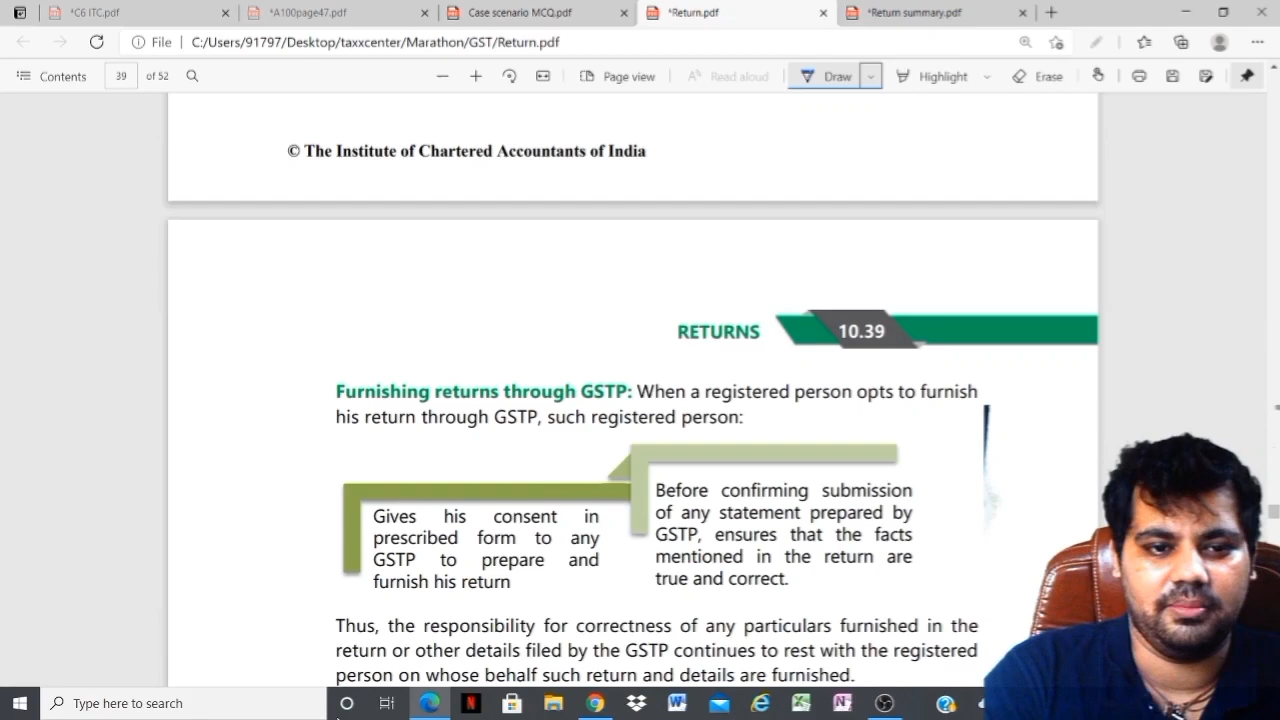 *C6 ITC.pdf
*A100page47.pdf
Case scenario MCQ.pdf
*Return.pdf
*Return summary.pdf
File
C:/Users/91797/Desktop/taxxcenter/Marathon/GST/Return.pdf
Contents
39
of 52
Page view
Read aloud
Draw
Highlight
Erase
© The Institute of Chartered Accountants of India
RETURNS
10.39
Furnishing returns through GSTP: When a registered person opts to furnish
his return through GSTP, such registered person:
Gives his consent in
prescribed form to any
GSTP to prepare and
furnish his return
Before confirming submission
of any statement prepared by
GSTP, ensures that the facts
mentioned in the return are
true and correct.
Thus, the responsibility for correctness of any particulars furnished in the
return or other details filed by the GSTP continues to rest with the registered
person on whose behalf such return and details are furnished.
Type here to search